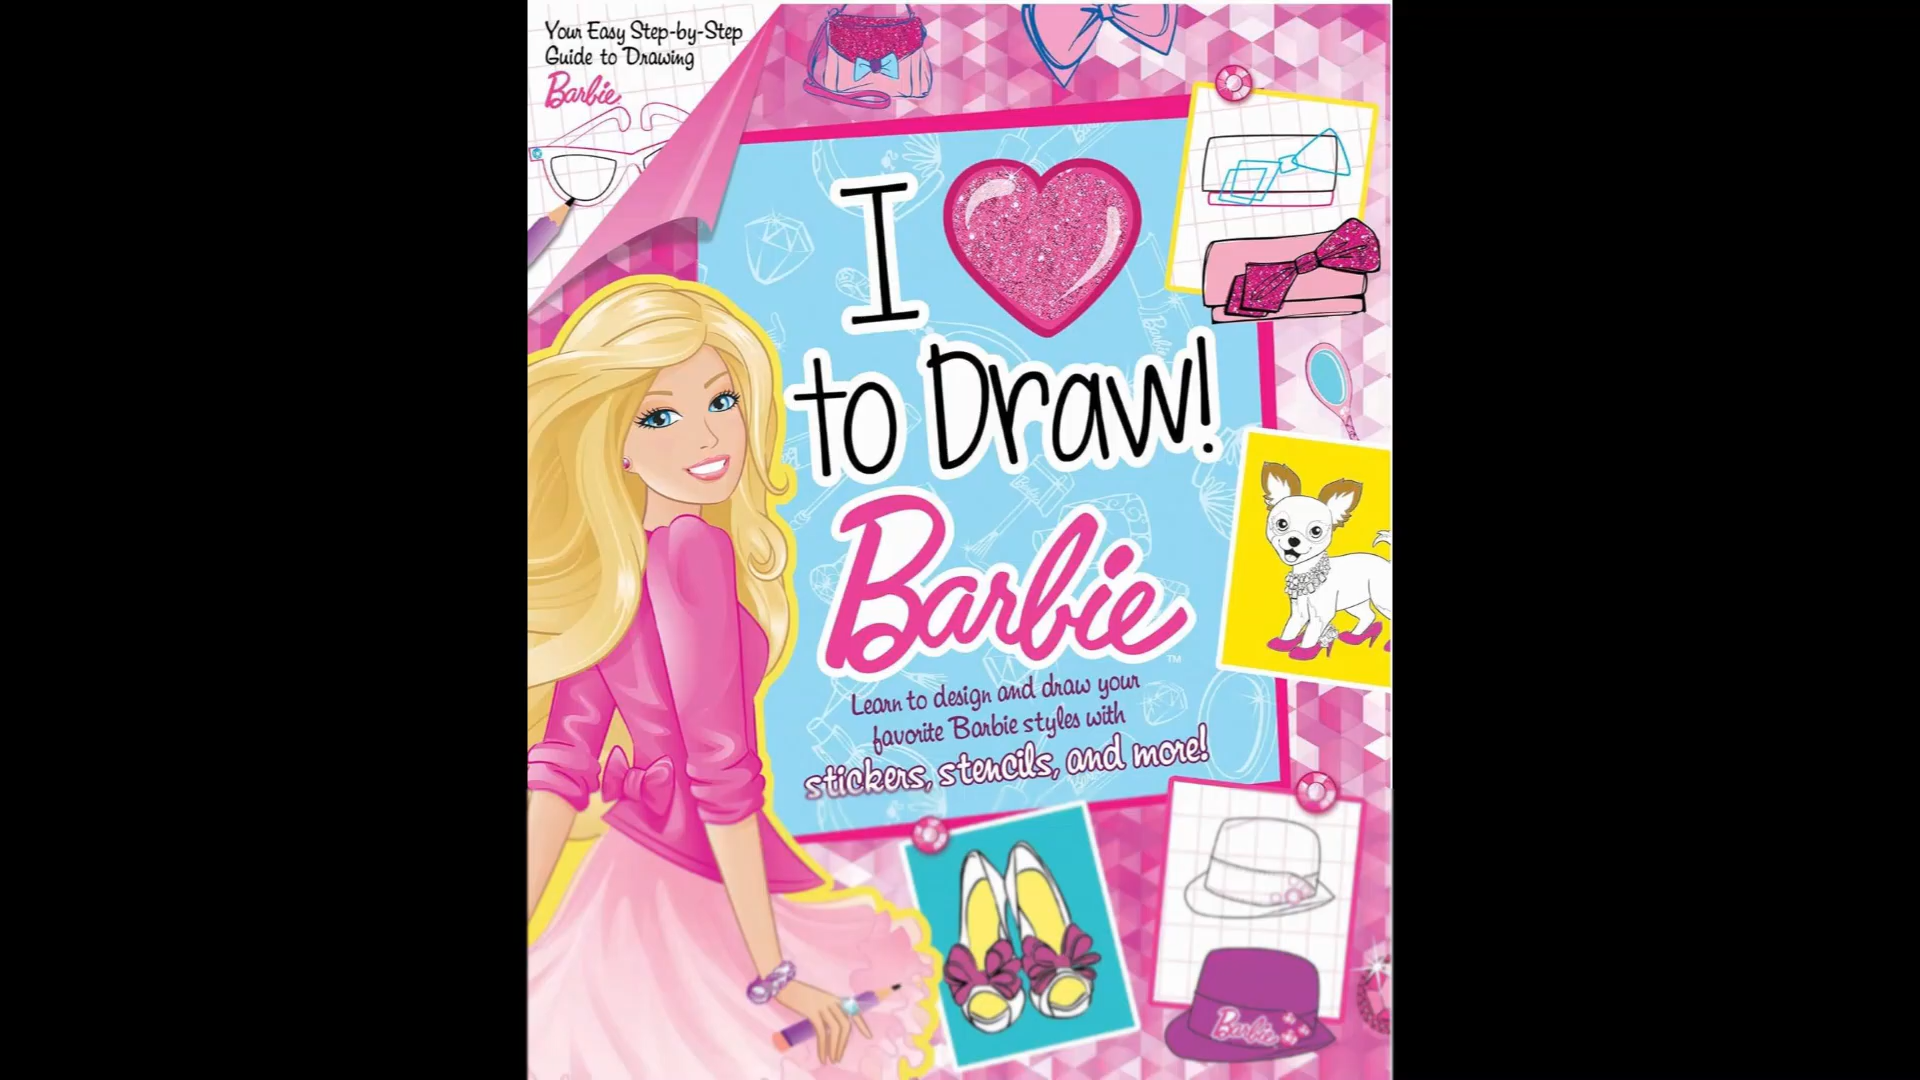 Your Easy Step-by-Step
Guide to Drawing
Barbie
I
to Draw!
Barbie™
Learn to design and draw your
favorite Barbie styles with
stickers, stencils, and more!
Barbie